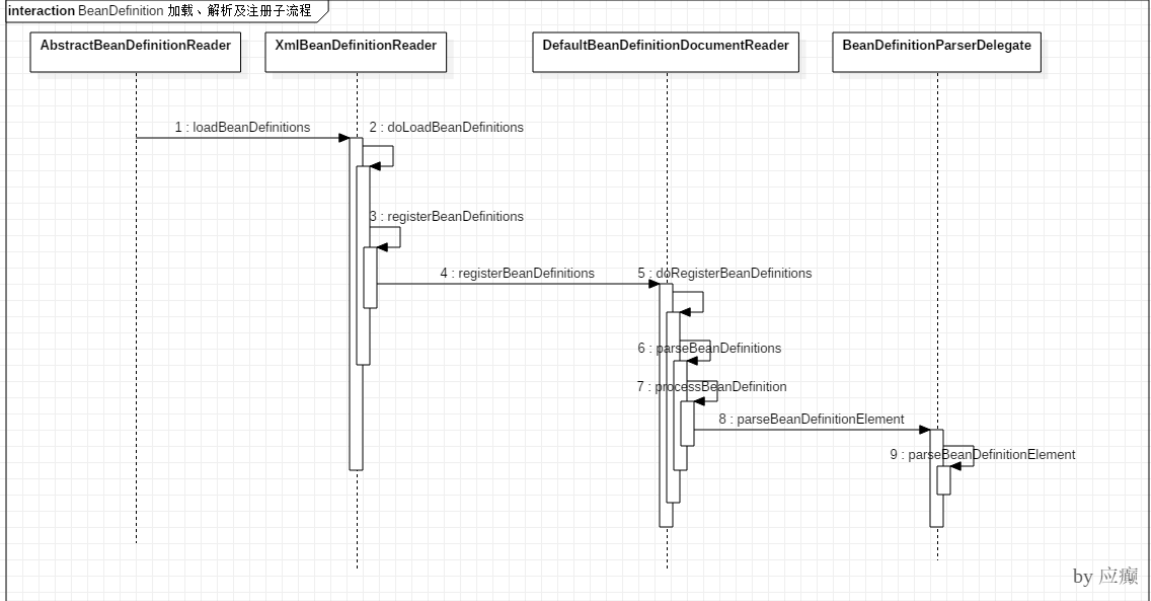 interaction BeanDefinition 加载、解析及注册子流程
AbstractBeanDefinitionReader
XmlBeanDefinitionReader
DefaultBeanDefinitionDocumentReader
BeanDefinitionParserDelegate
1 : loadBeanDefinitions
2 : doLoadBeanDefinitions
3 : registerBeanDefinitions
4 : registerBeanDefinitions
5 : doRegisterBeanDefinitions
6 : parseBeanDefinitions
7 : processBeanDefinition
8 : parseBeanDefinitionElement
9 : parseBeanDefinitionElement
by 应癫